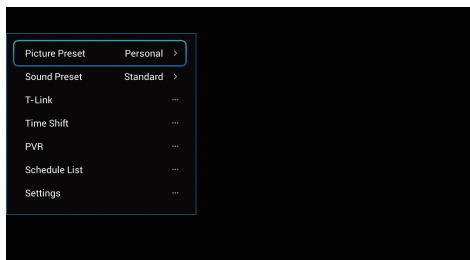 Picture Preset Personal >
Sound Preset Standard >
T-Link ...
Time Shift ...
PVR ...
Schedule List ...
Settings ...